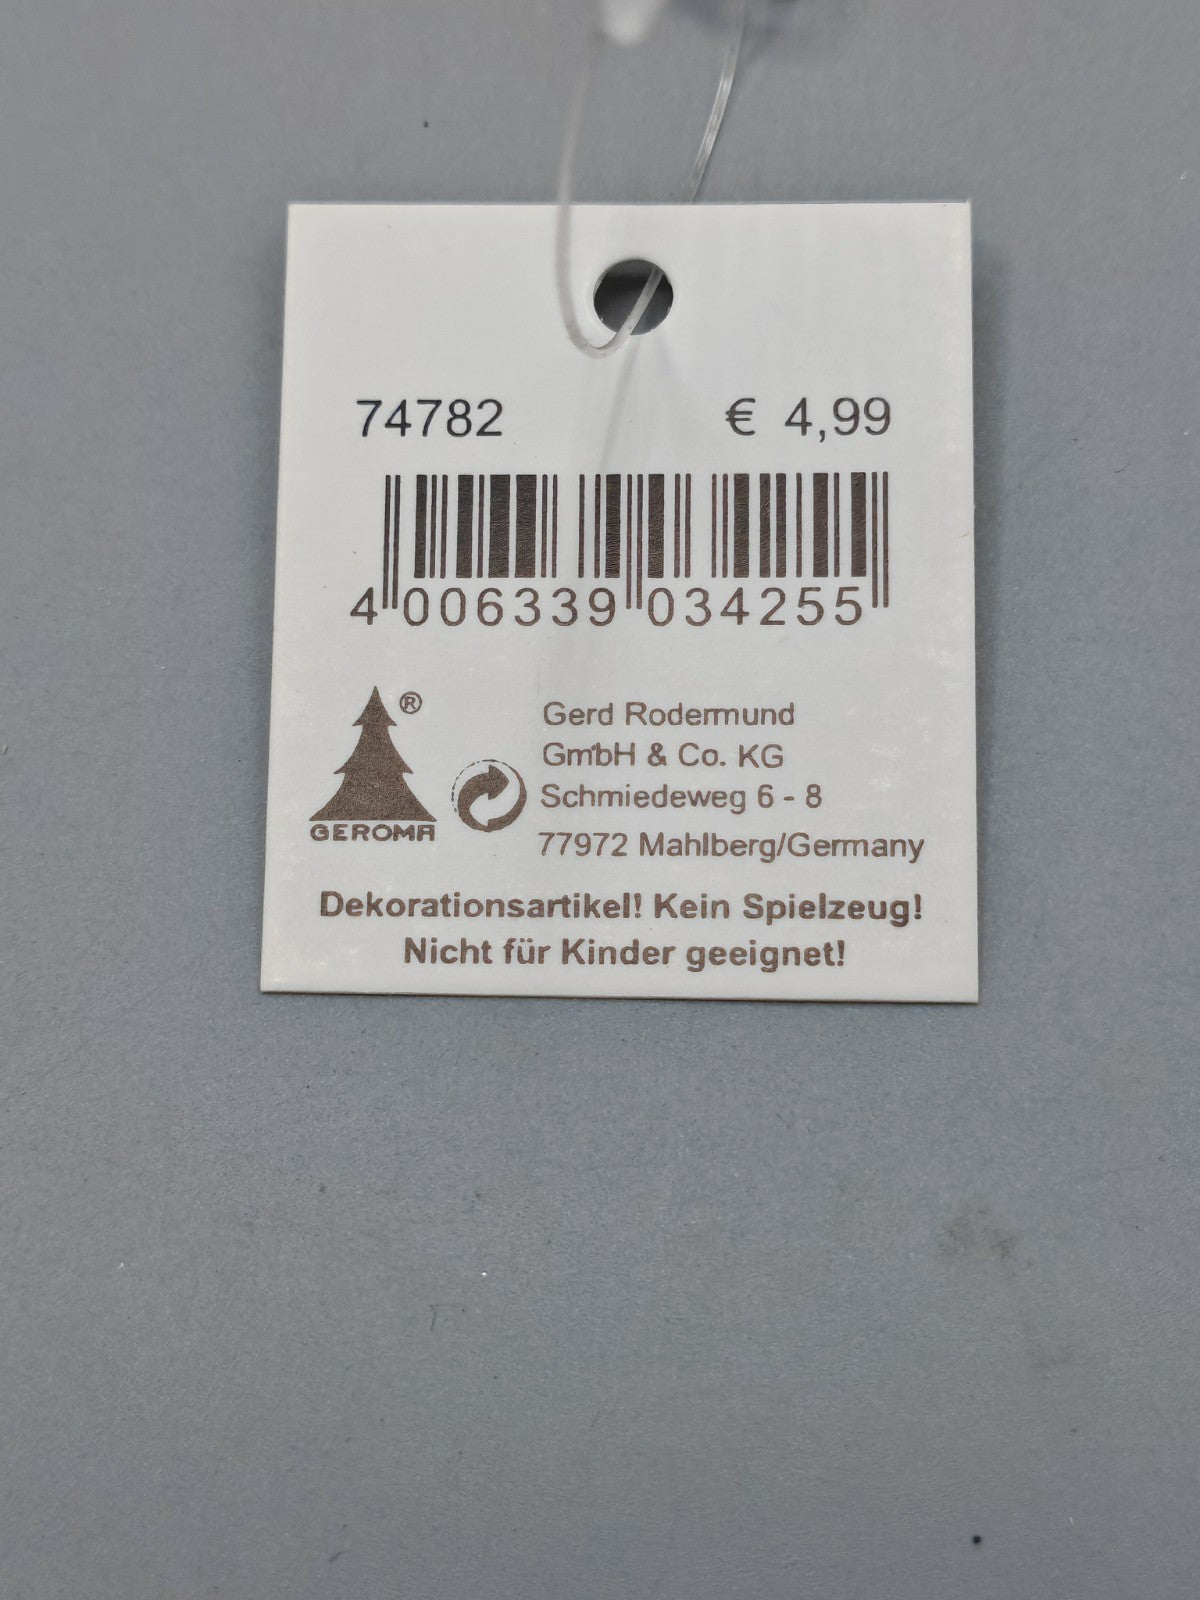 74782 € 4,99
4 006339 034255
®
GEROMA
Gerd Rodermund
GmbH & Co. KG
Schmiedeweg 6 - 8
77972 Mahlberg/Germany
Dekorationsartikel! Kein Spielzeug!
Nicht für Kinder geeignet!